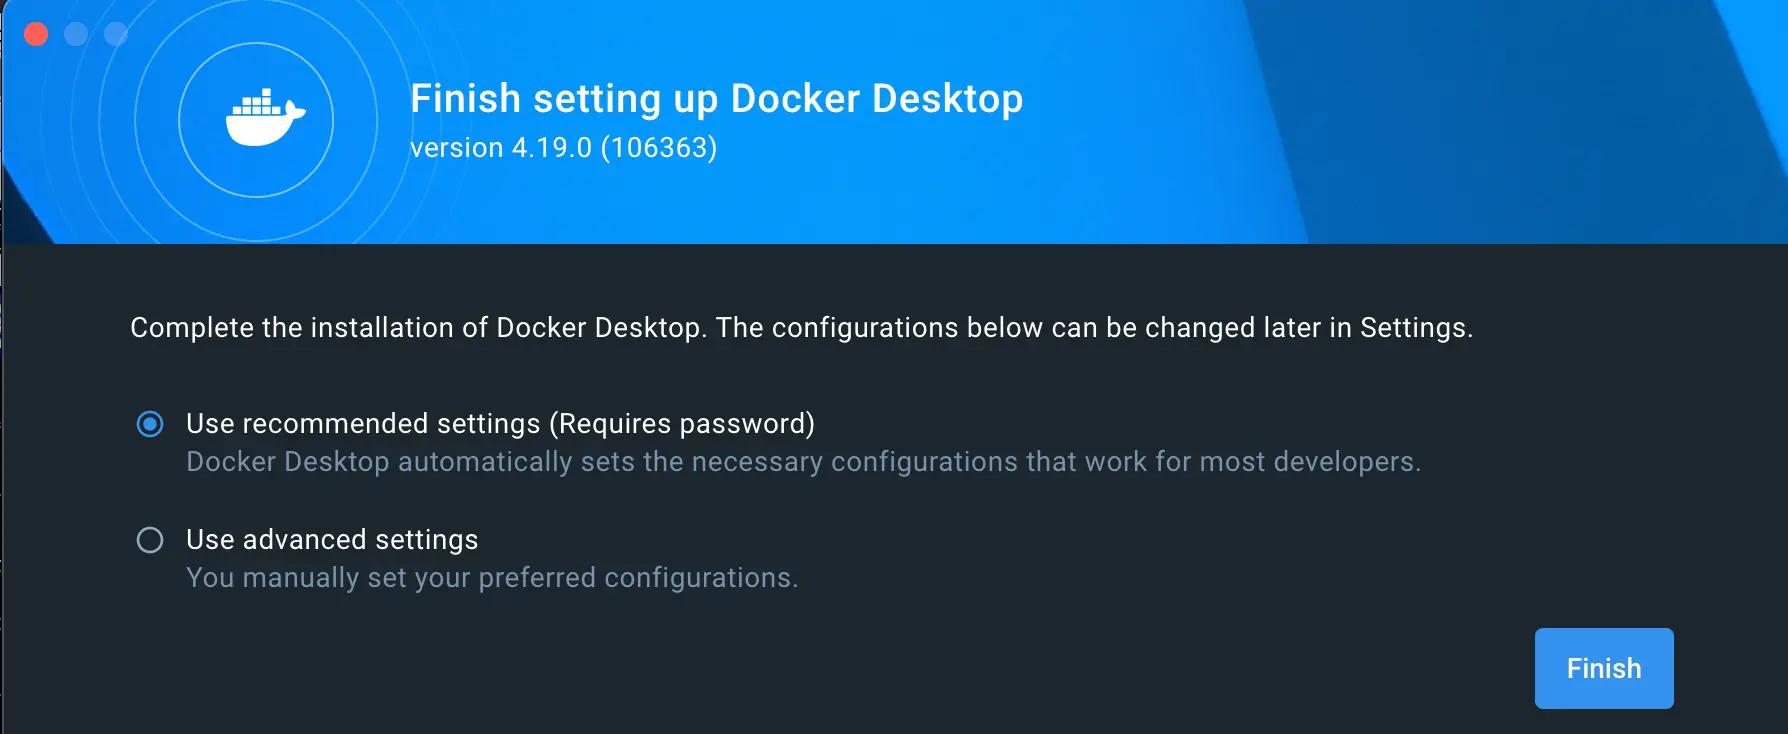 Finish setting up Docker Desktop
version 4.19.0 (106363)
Complete the installation of Docker Desktop. The configurations below can be changed later in Settings.
Use recommended settings (Requires password)
Docker Desktop automatically sets the necessary configurations that work for most developers.
Use advanced settings
You manually set your preferred configurations.
Finish